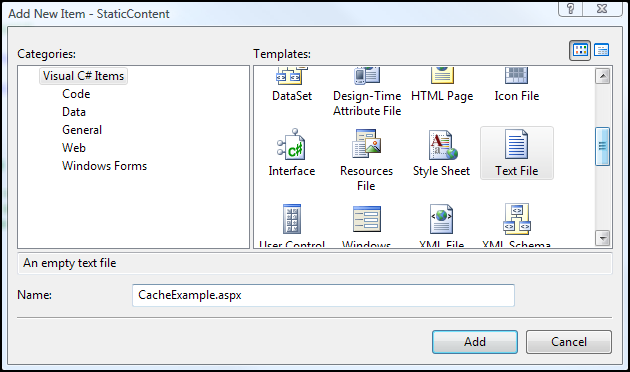 Add New Item - StaticContent
Categories:
Templates:
Visual C# Items
Code
Data
General
Web
Windows Forms
DataSet
Design-Time
Attribute File
HTML Page
Icon File
Interface
Resources
File
Style Sheet
Text File
User Control
Windows
XML File
XML Schema
An empty text file
Name:
CacheExample.aspx
Add
Cancel